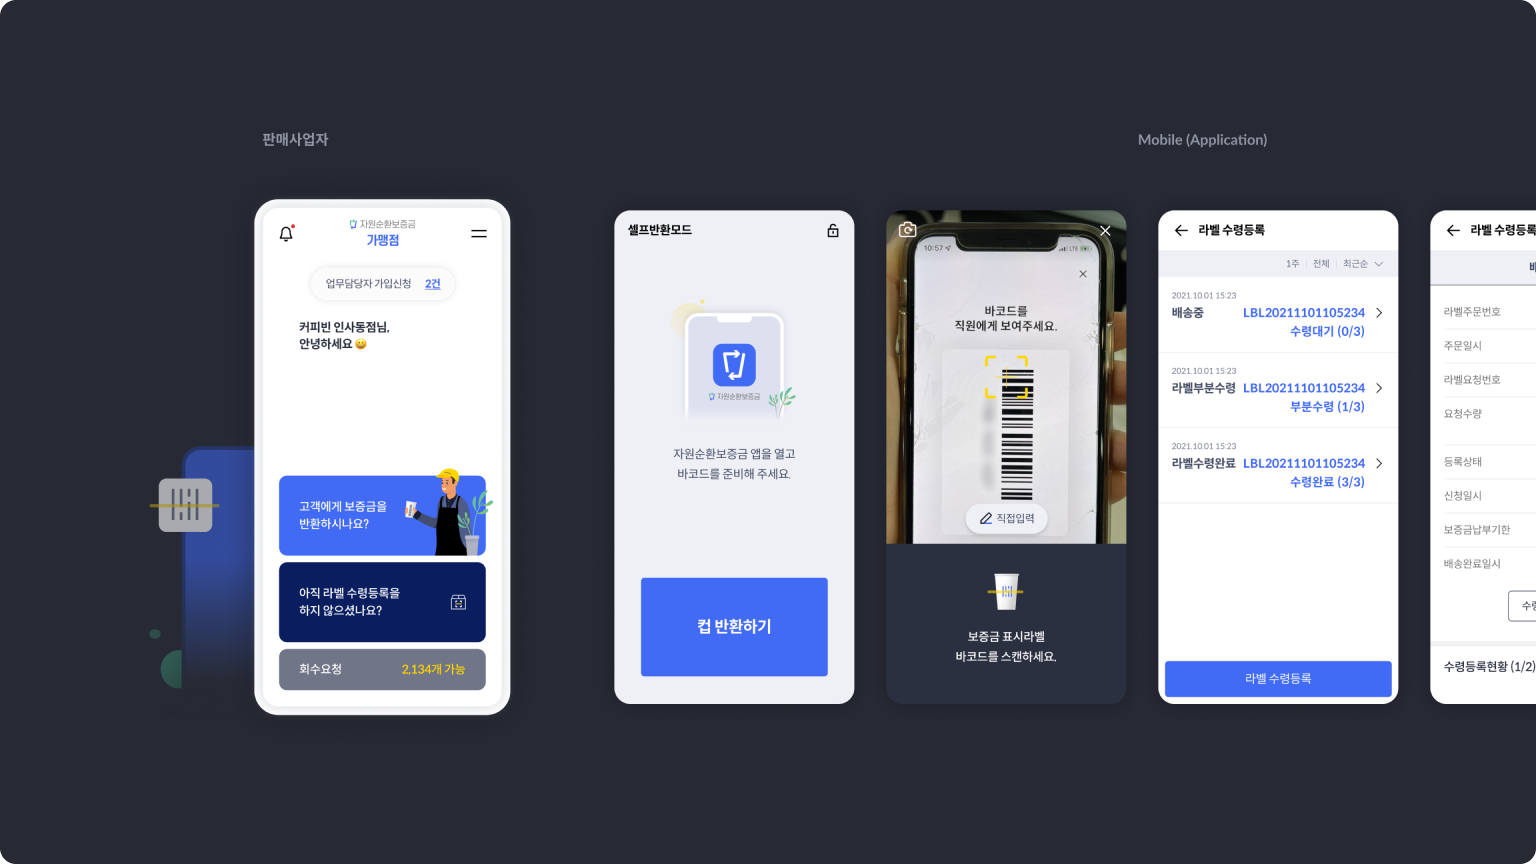 판매사업자
Mobile (Application)
자원순환보증금
가맹점
업무담당자 가입신청 2건
커피빈 인사동점님,
안녕하세요
고객에게 보증금을
반환하시나요?
아직 라벨 수령등록을
하지 않으셨나요?
회수요청 2,134개 가능
셀프반환모드
자원순환보증금
자원순환보증금 앱을 열고
바코드를 준비해 주세요.
컵 반환하기
10:57
LTE
바코드를
직원에게 보여주세요.
직접입력
보증금 표시라벨
바코드를 스캔하세요.
라벨 수령등록
1주 전체 최근순
2021.10.01 15:23
배송중 LBL20211101105234
수령대기 (0/3)
2021.10.01 15:23
라벨부분수령 LBL20211101105234
부분수령 (1/3)
2021.10.01 15:23
라벨수령완료 LBL20211101105234
수령완료 (3/3)
라벨 수령등록
라벨 수령등록
라벨주문번호
주문일시
라벨요청번호
요청수량
등록상태
신청일시
보증금납부기한
배송완료일시
수령등록현황 (1/2)